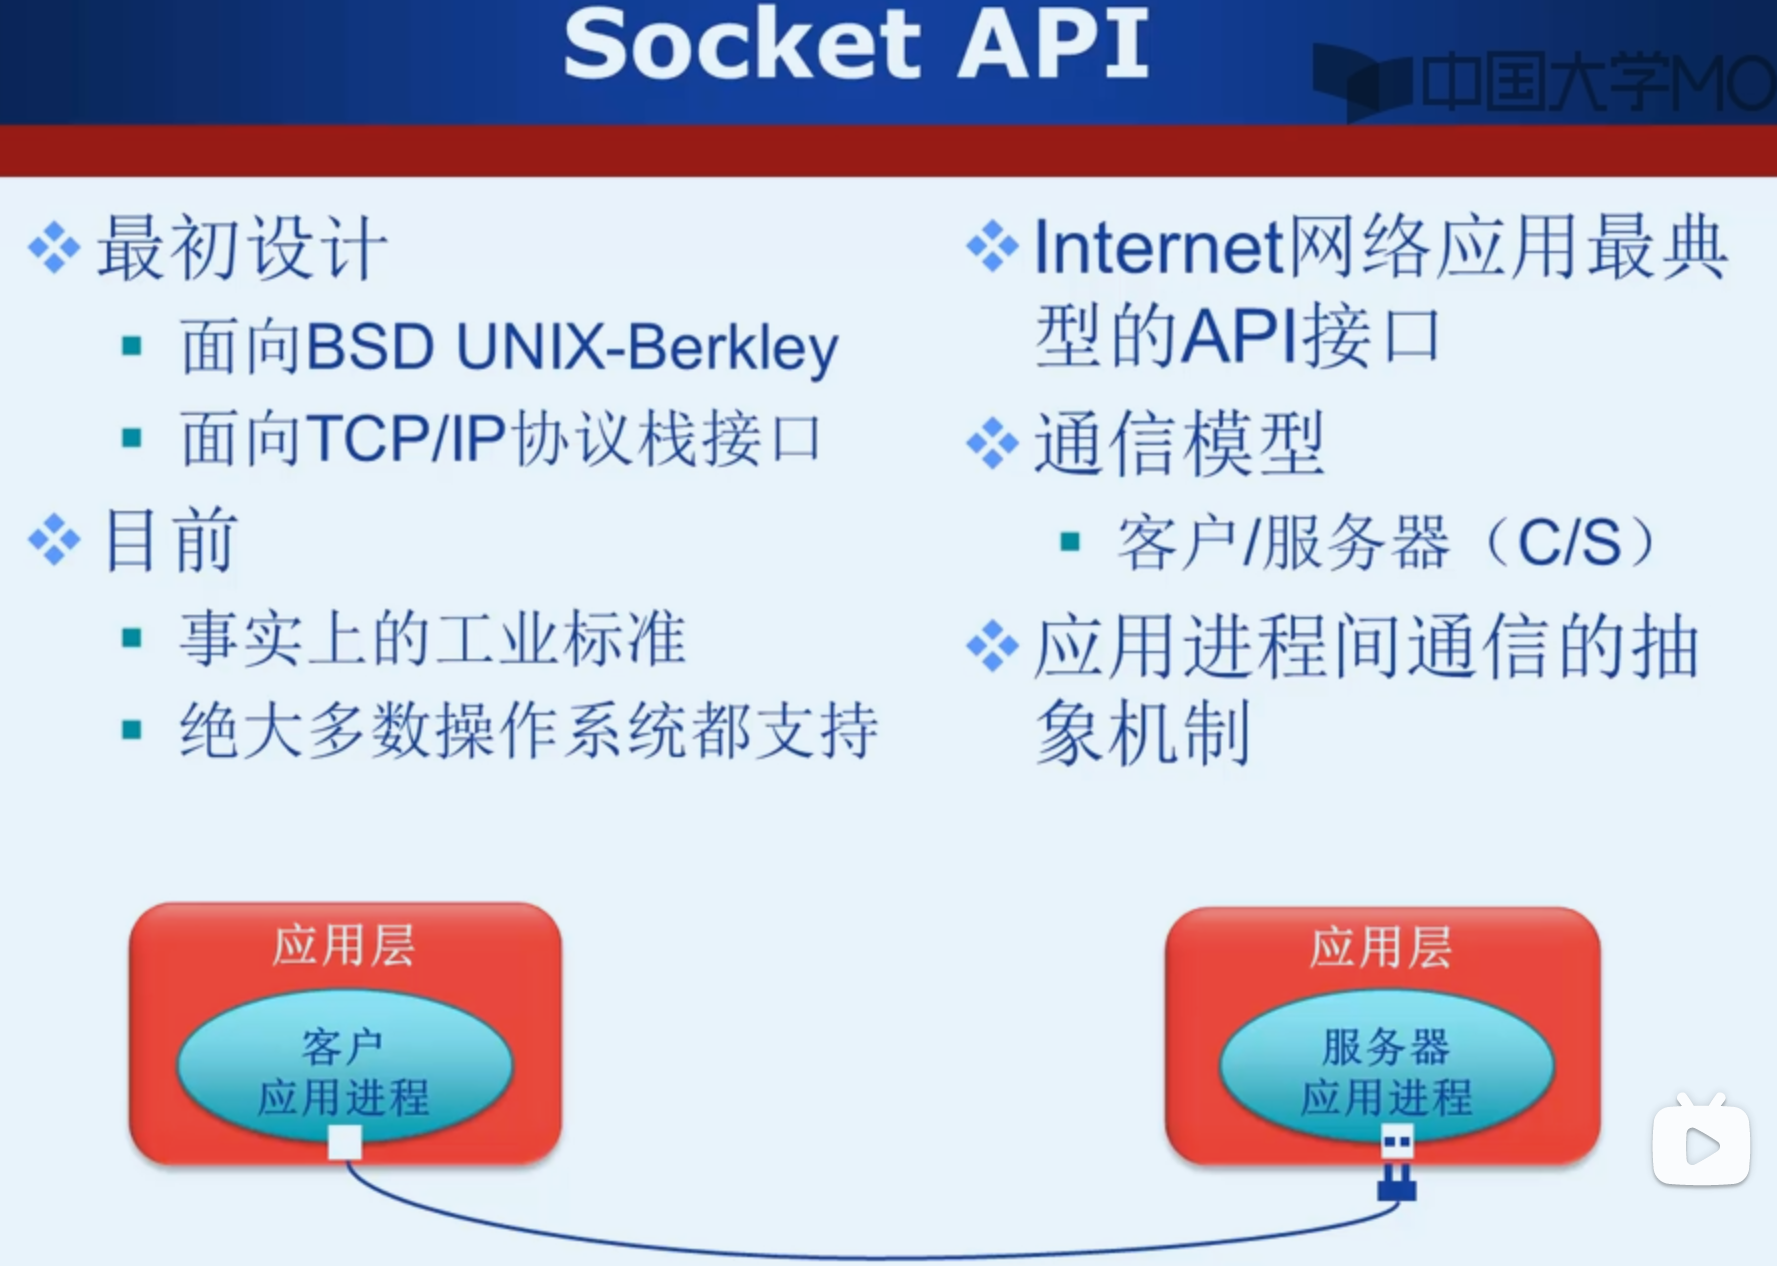 Socket API
中国大学MO
最初设计
面向BSD UNIX-Berkley
面向TCP/IP协议栈接口
目前
事实上的工业标准
绝大多数操作系统都支持
Internet网络应用最典
型的API接口
通信模型
客户/服务器（C/S）
应用进程间通信的抽
象机制
应用层
客户
应用进程
应用层
服务器
应用进程